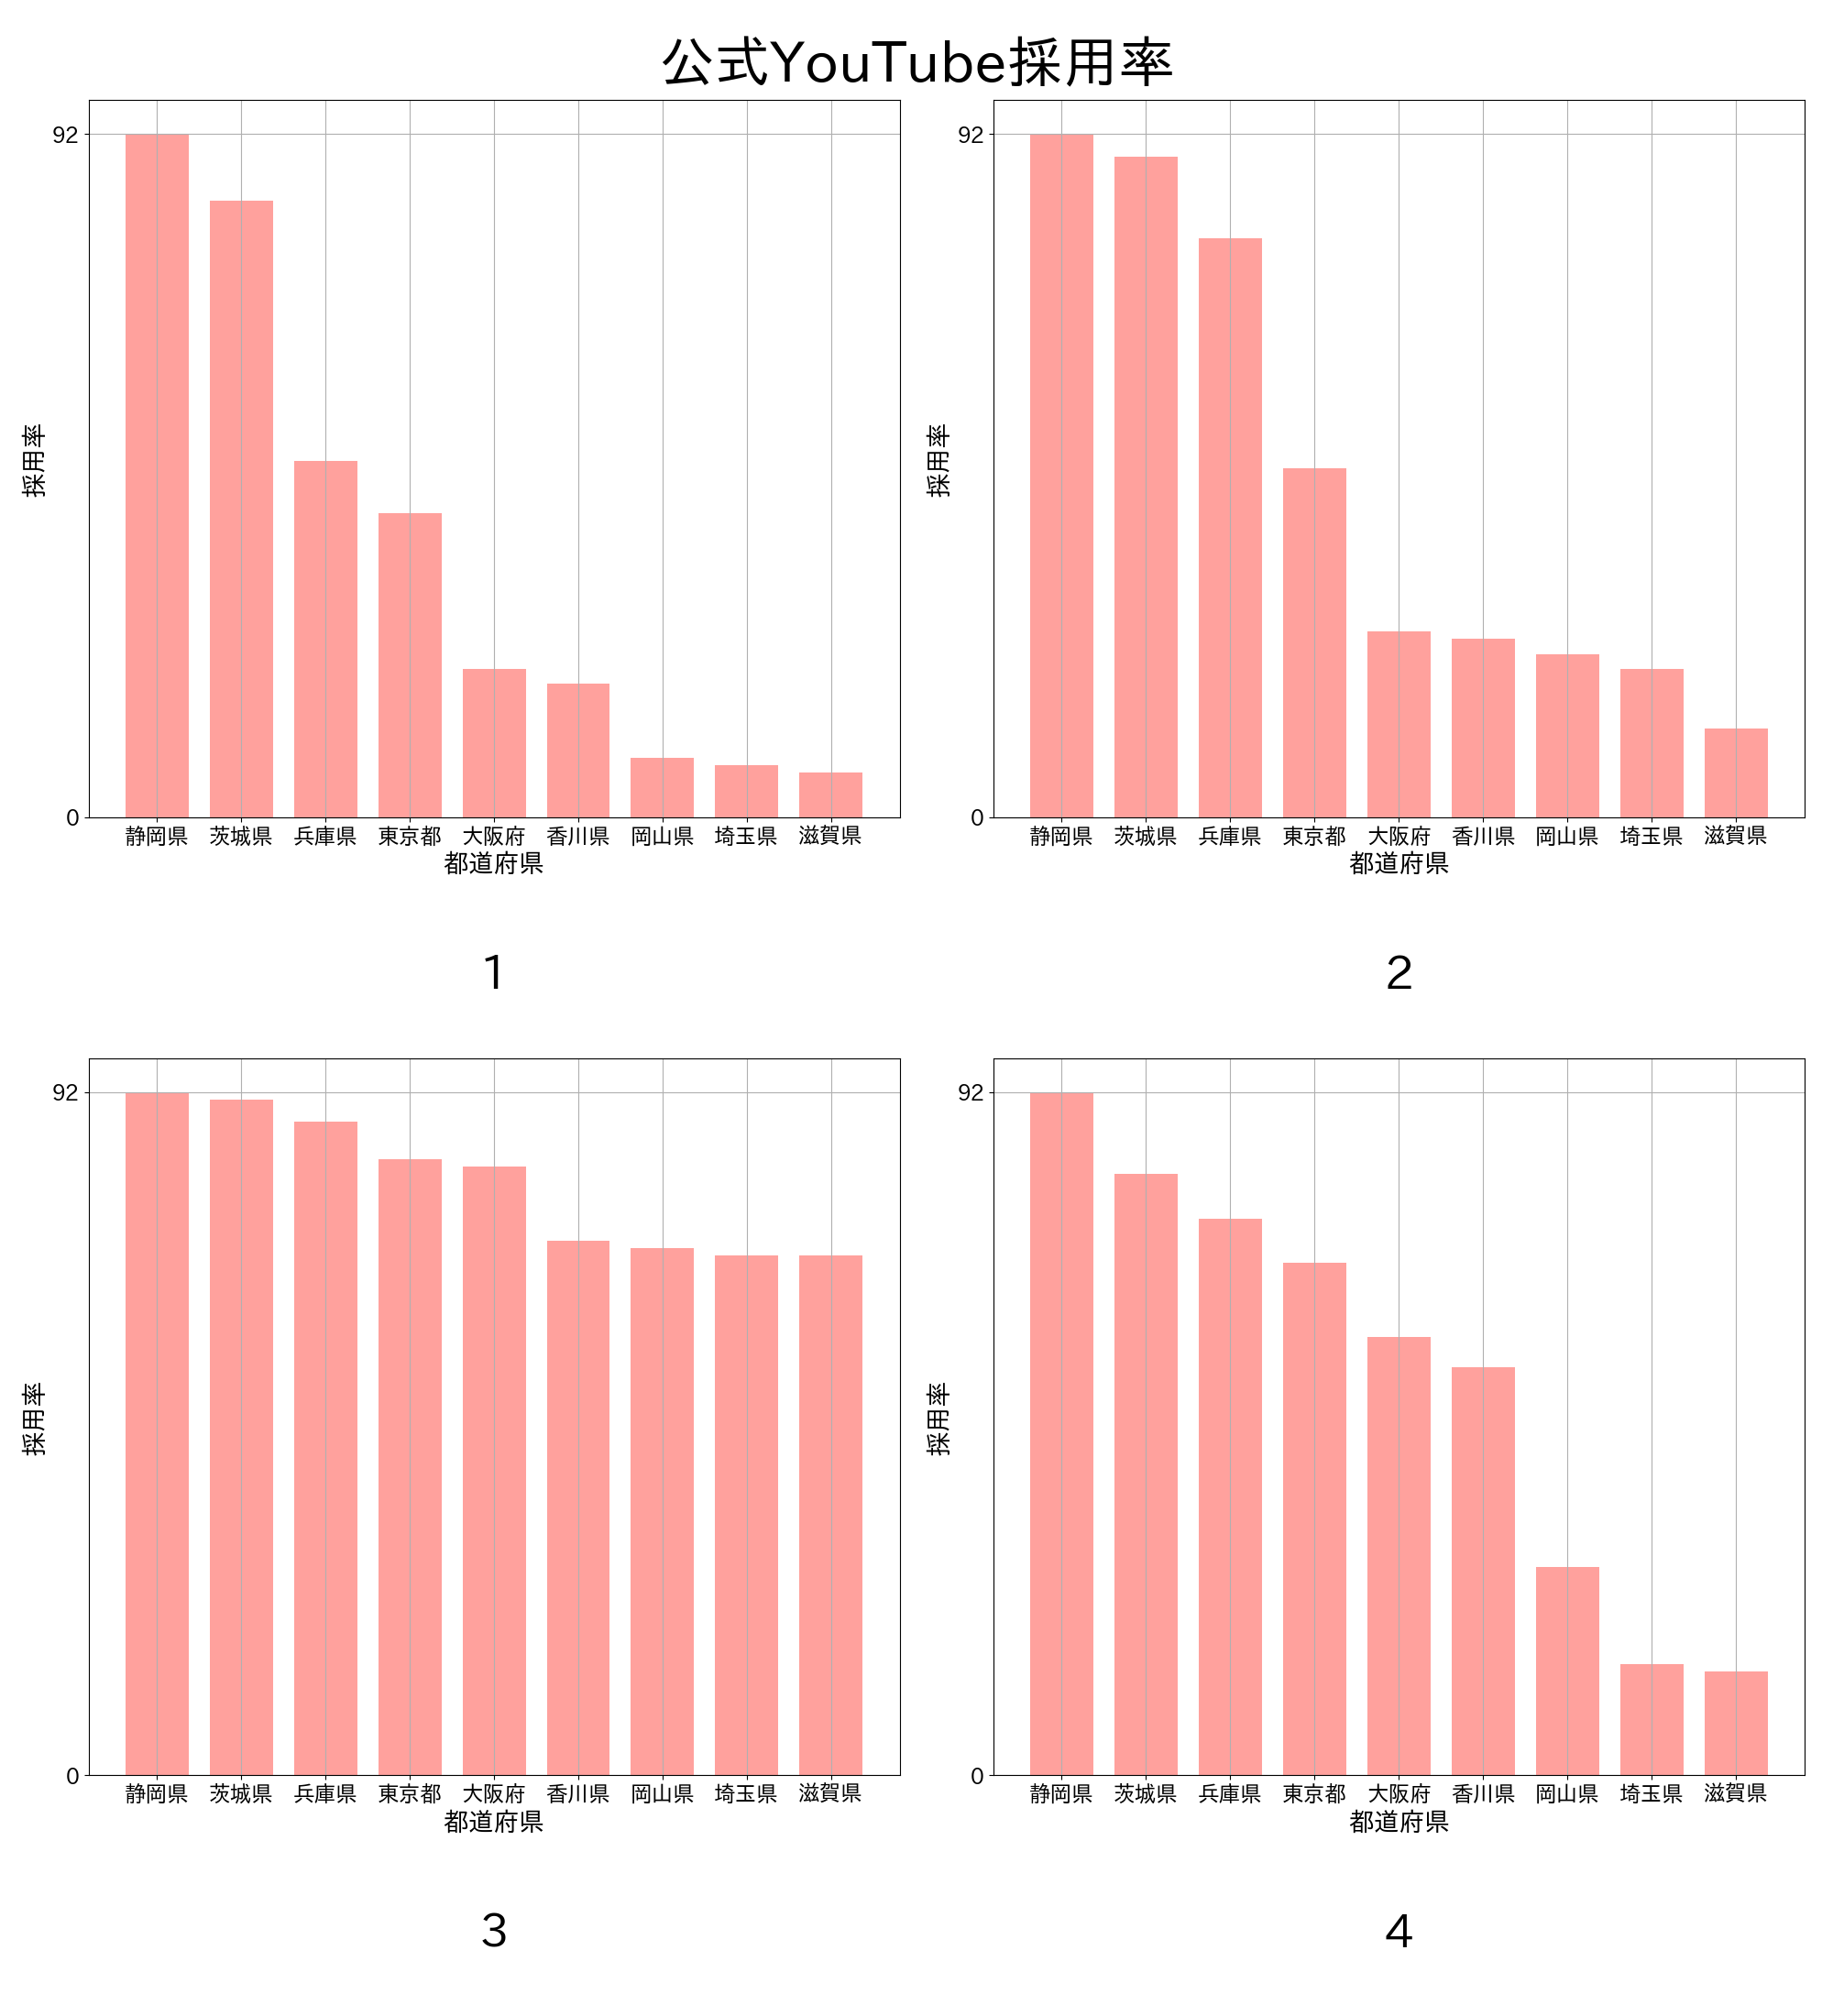 公式YouTube採用率
92
0
採用率
静岡県 茨城県 兵庫県 東京都 大阪府 香川県 岡山県 埼玉県 滋賀県
都道府県
1
92
0
採用率
静岡県 茨城県 兵庫県 東京都 大阪府 香川県 岡山県 埼玉県 滋賀県
都道府県
2
92
0
採用率
静岡県 茨城県 兵庫県 東京都 大阪府 香川県 岡山県 埼玉県 滋賀県
都道府県
3
92
0
採用率
静岡県 茨城県 兵庫県 東京都 大阪府 香川県 岡山県 埼玉県 滋賀県
都道府県
4